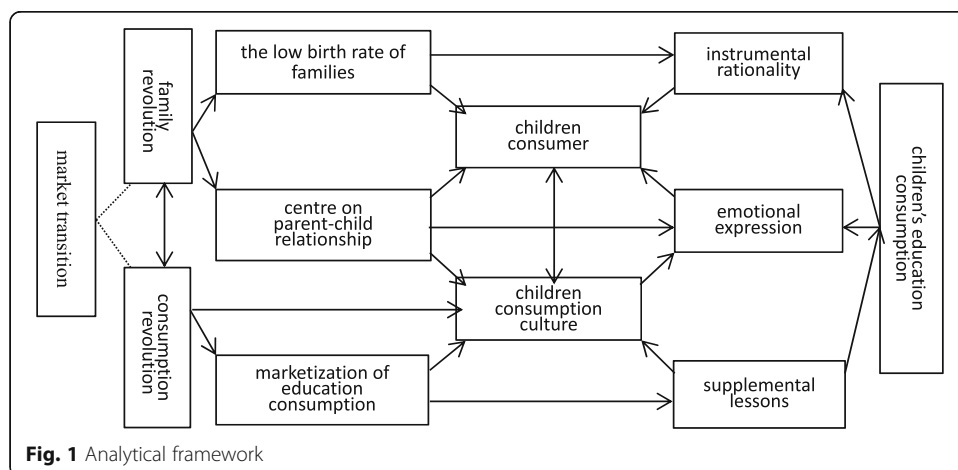 market transition
family
revolution
consumption
revolution
the low birth rate of
families
centre on
parent-child
relationship
marketization of
education
consumption
children
consumer
children
consumption
culture
instrumental
rationality
emotional
expression
supplemental
lessons
children's education
consumption
Fig. 1 Analytical framework